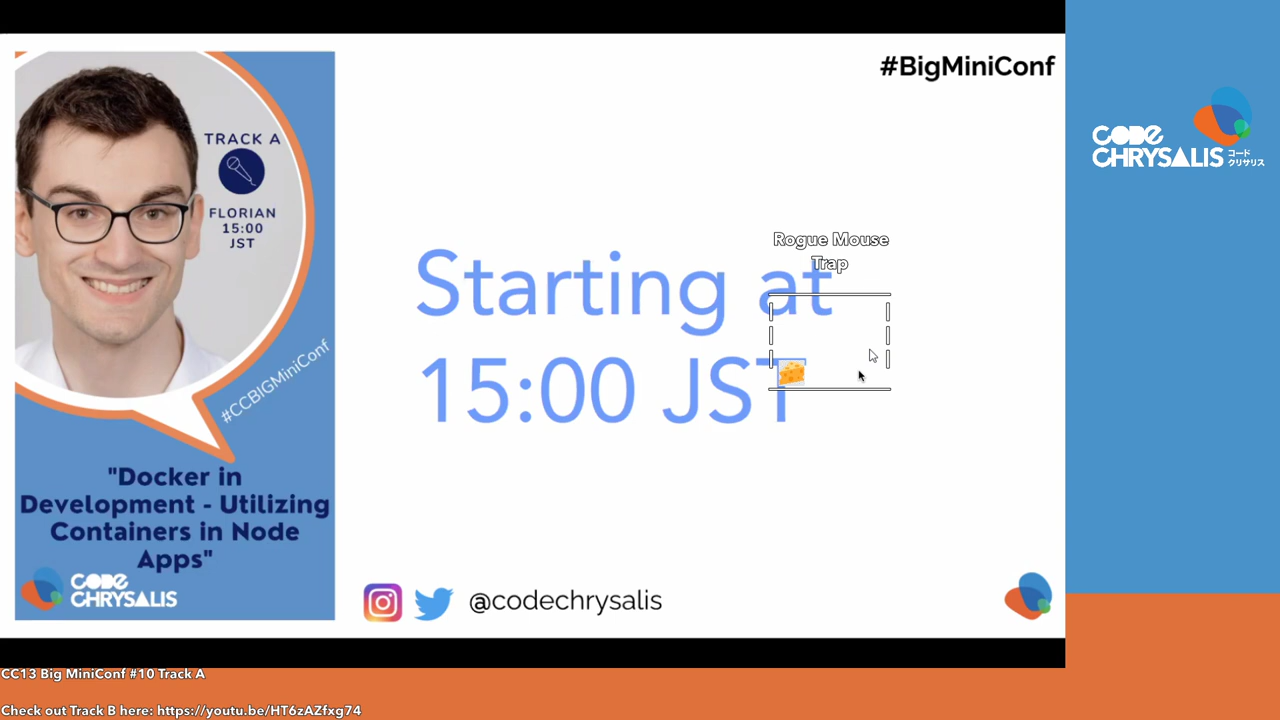 #BigMiniConf
TRACK A
FLORIAN
15:00
JST
#CCBIGMiniConf
"Docker in
Development - Utilizing
Containers in Node
Apps"
CODE
CHRYSALIS
Starting at
15:00 JST
Rogue Mouse
Trap
@codechrysalis
CODE
CHRYSALIS
コード
クリサリス
CC13 Big MiniConf #10 Track A
Check out Track B here: https://youtu.be/HT6zAZfxg74